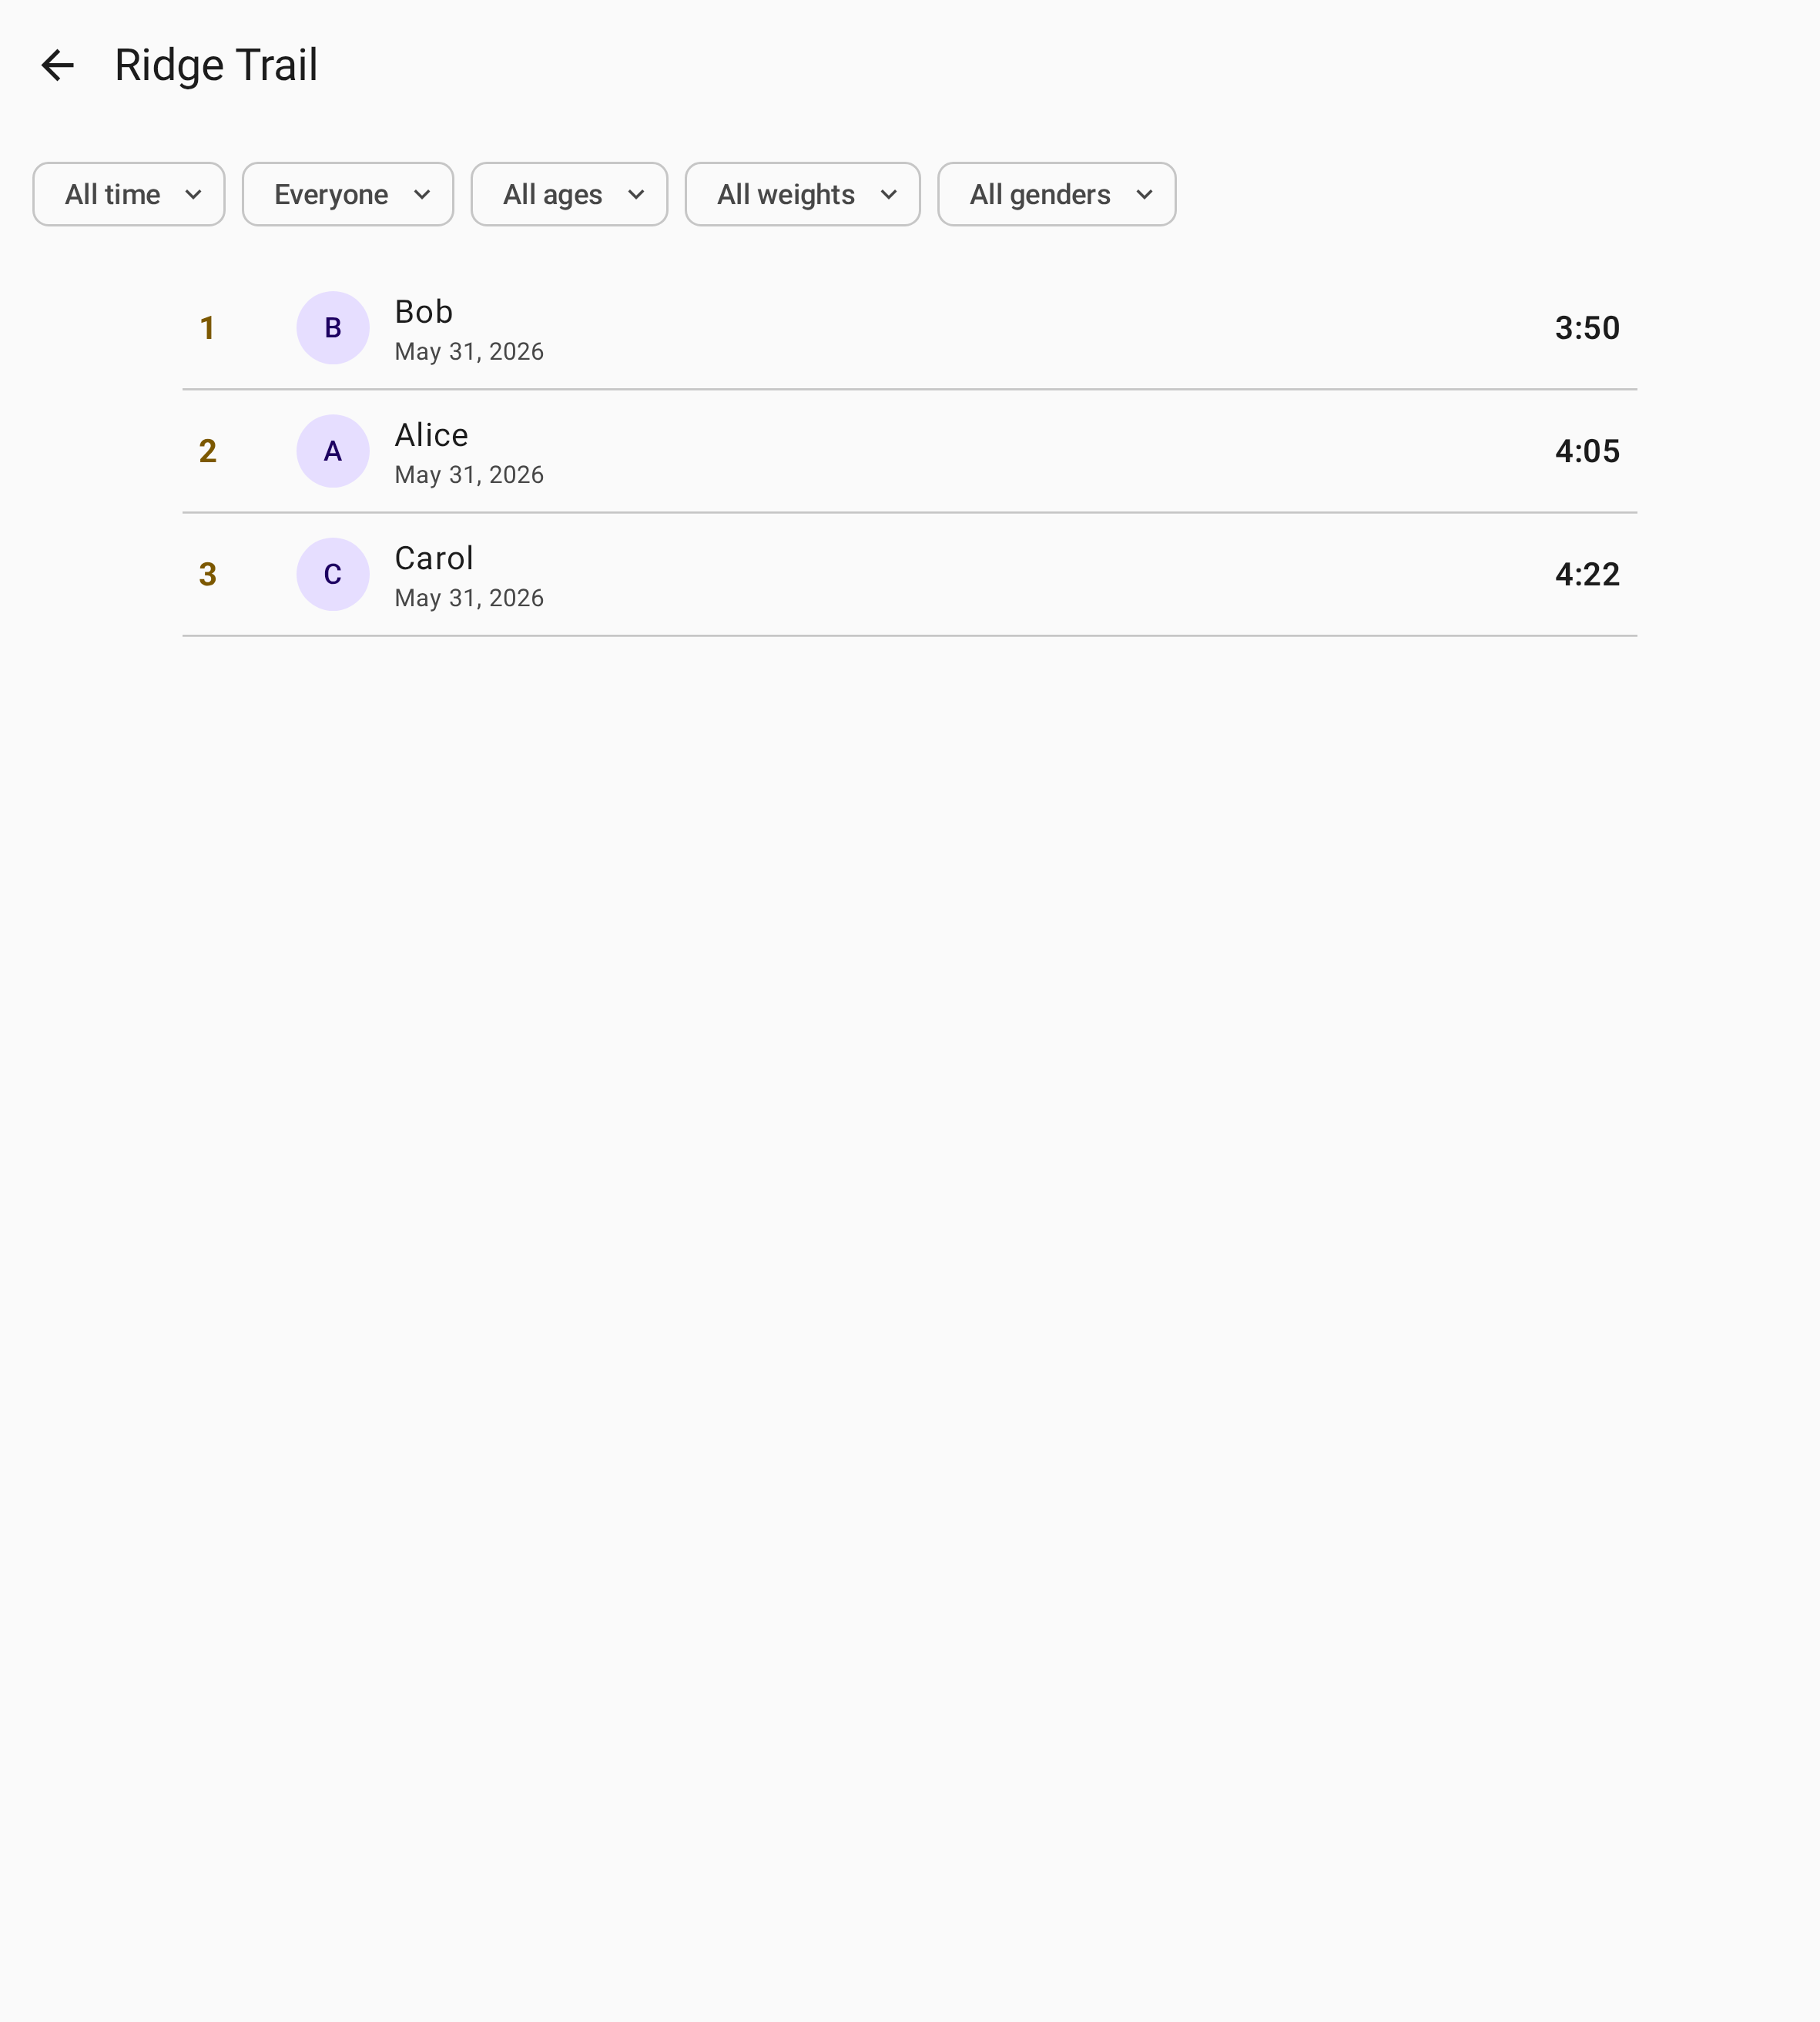 Ridge Trail
All time
Everyone
All ages
All weights
All genders
1
B
Bob
May 31, 2026
3:50
2
A
Alice
May 31, 2026
4:05
3
C
Carol
May 31, 2026
4:22